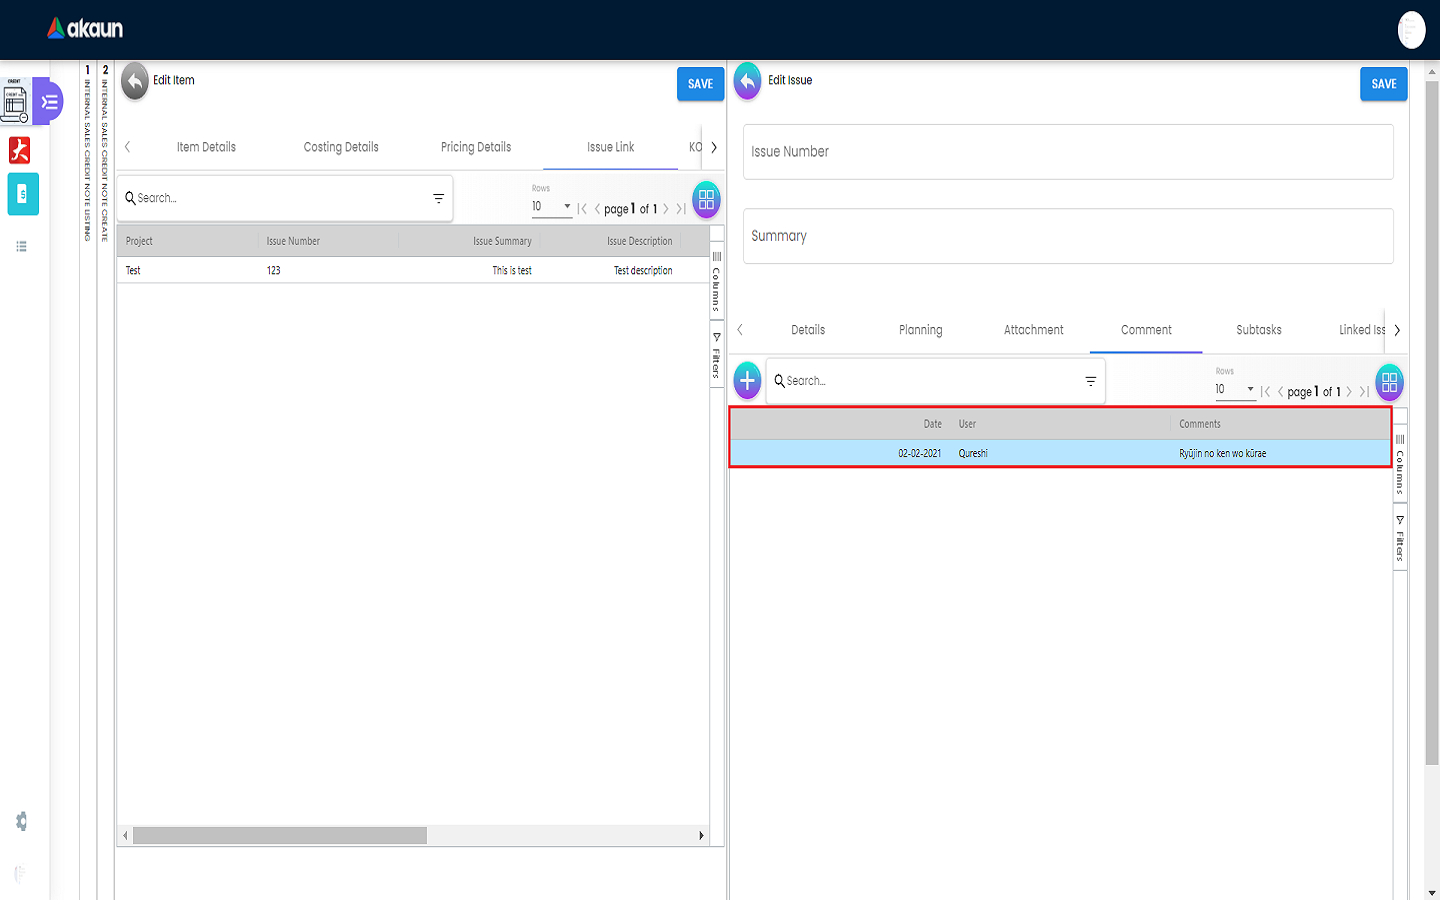 akaun
CREDIT
1
INTERNAL SALES CREDIT NOTE LISTING
2
INTERNAL SALES CREDIT NOTE CREATE
Edit Item
SAVE
Item Details
Costing Details
Pricing Details
Issue Link
KO
Search...
Rows
10
page 1 of 1
Project
Issue Number
Issue Summary
Issue Description
Test
123
This is test
Test description
Columns
Filters
Edit Issue
SAVE
Issue Number
Summary
Details
Planning
Attachment
Comment
Subtasks
Linked Iss
Search...
Rows
10
page 1 of 1
Date
User
Comments
02-02-2021
Qureshi
Ryūjin no ken wo kūrae
Columns
Filters